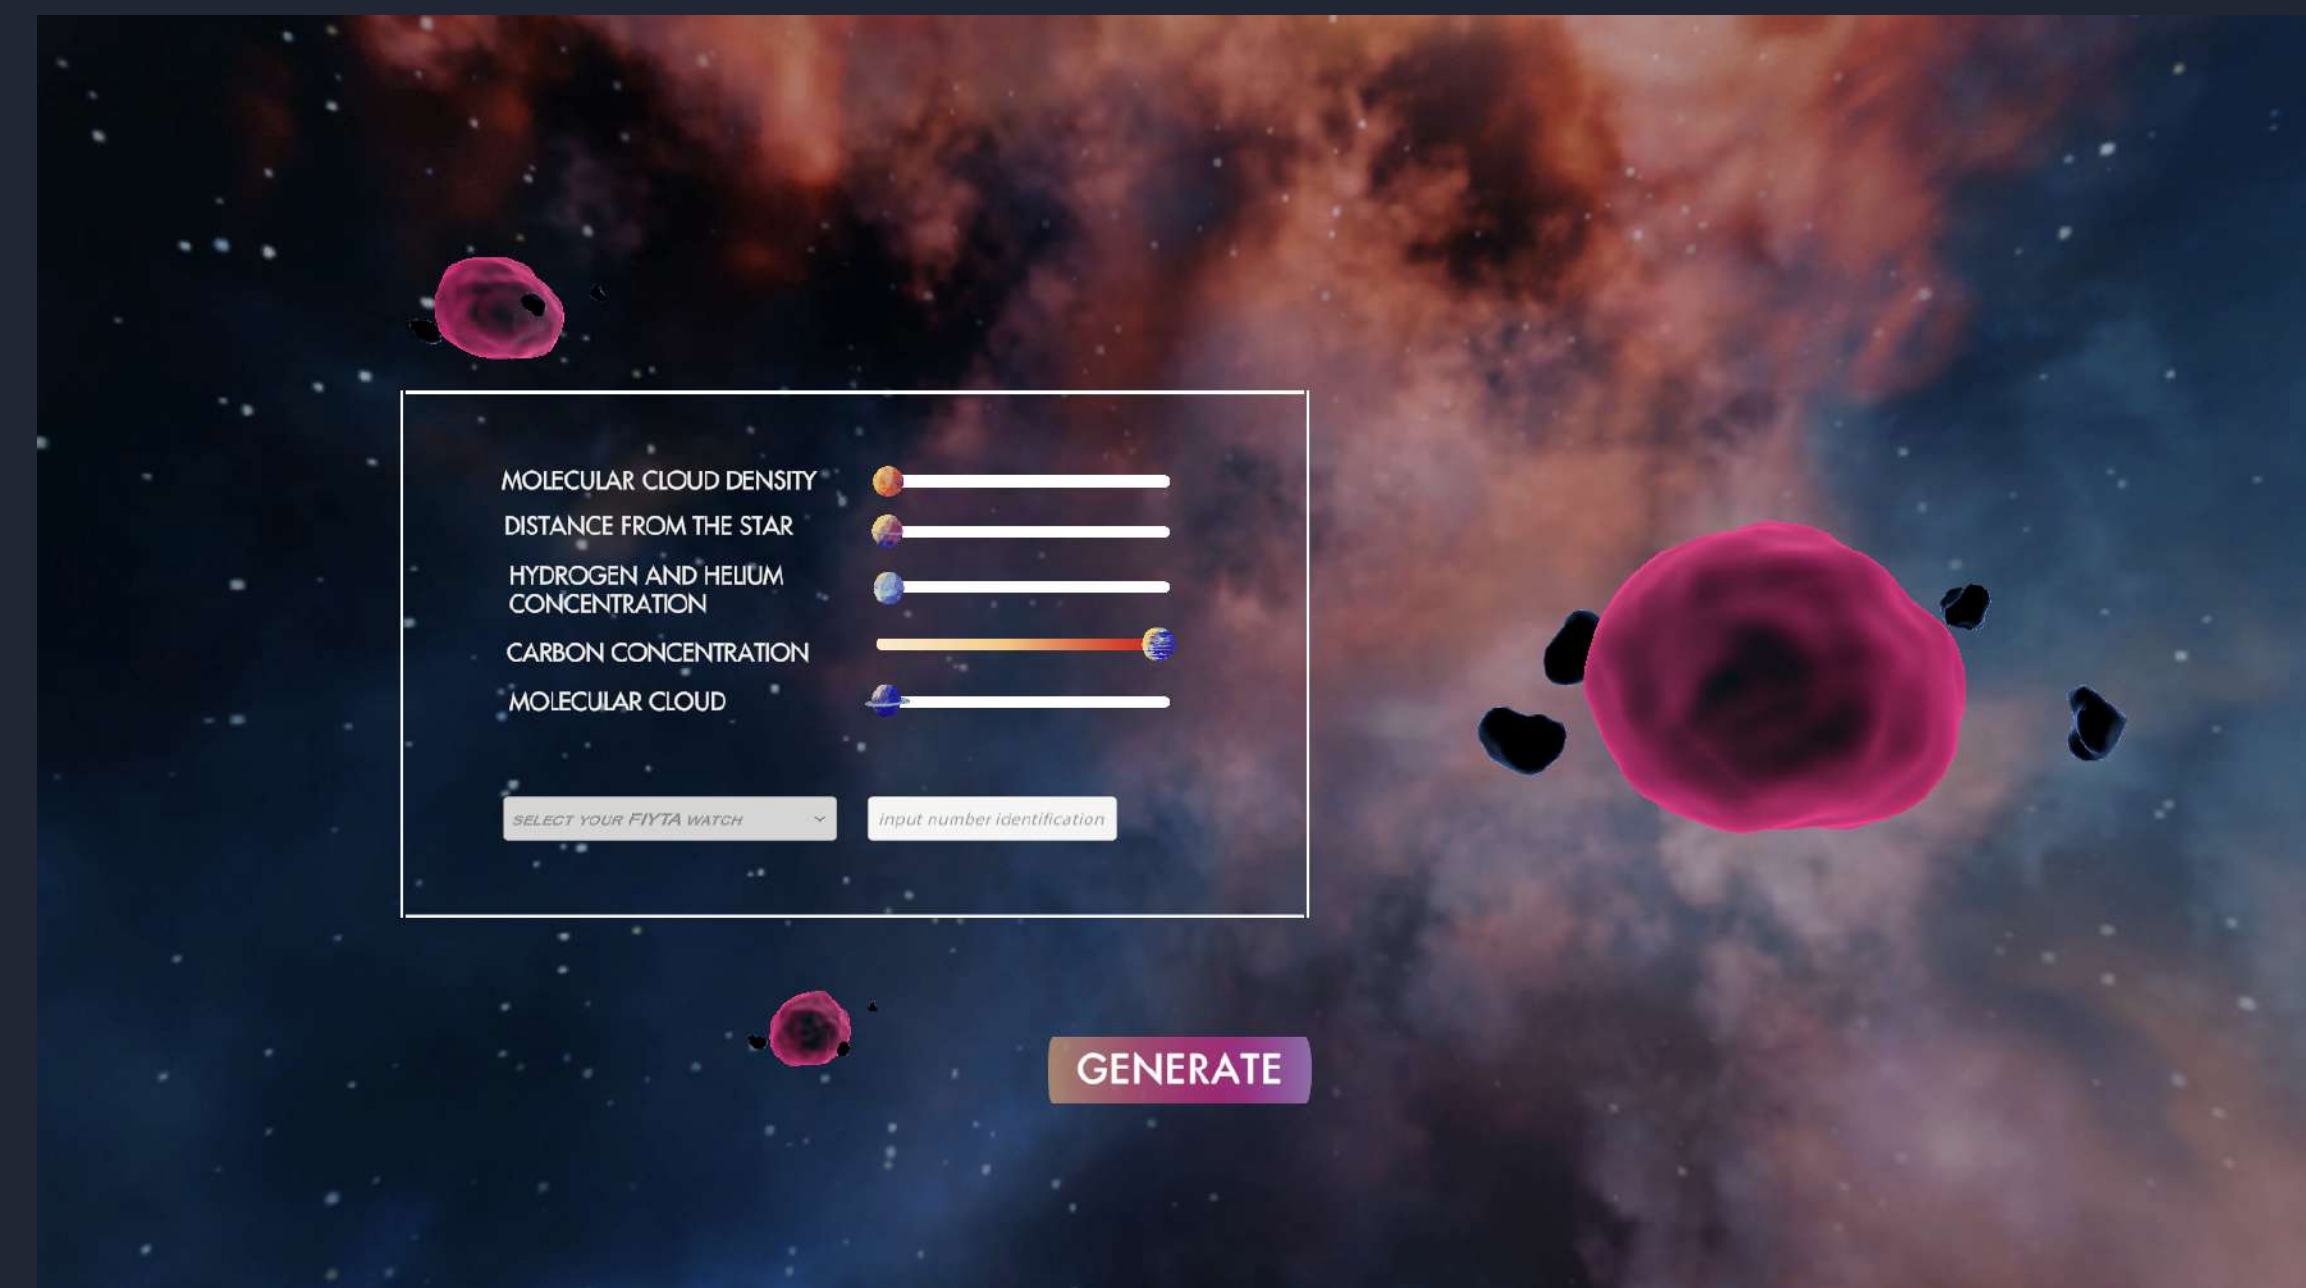 MOLECULAR CLOUD DENSITY
DISTANCE FROM THE STAR
HYDROGEN AND HELIUM
CONCENTRATION
CARBON CONCENTRATION
MOLECULAR CLOUD
SELECT YOUR FIYTA WATCH
input number identification
GENERATE